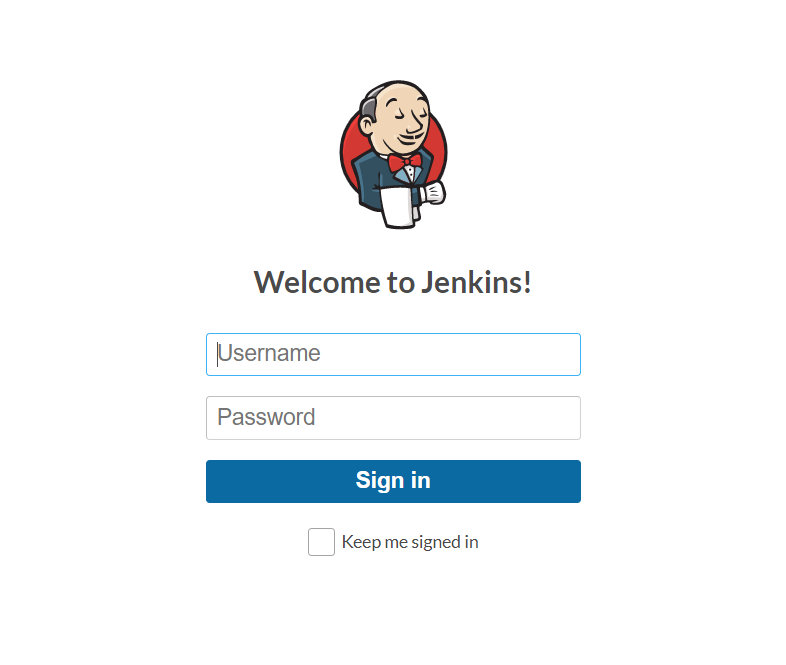 Welcome to Jenkins!
Username
Password
Sign in
Keep me signed in